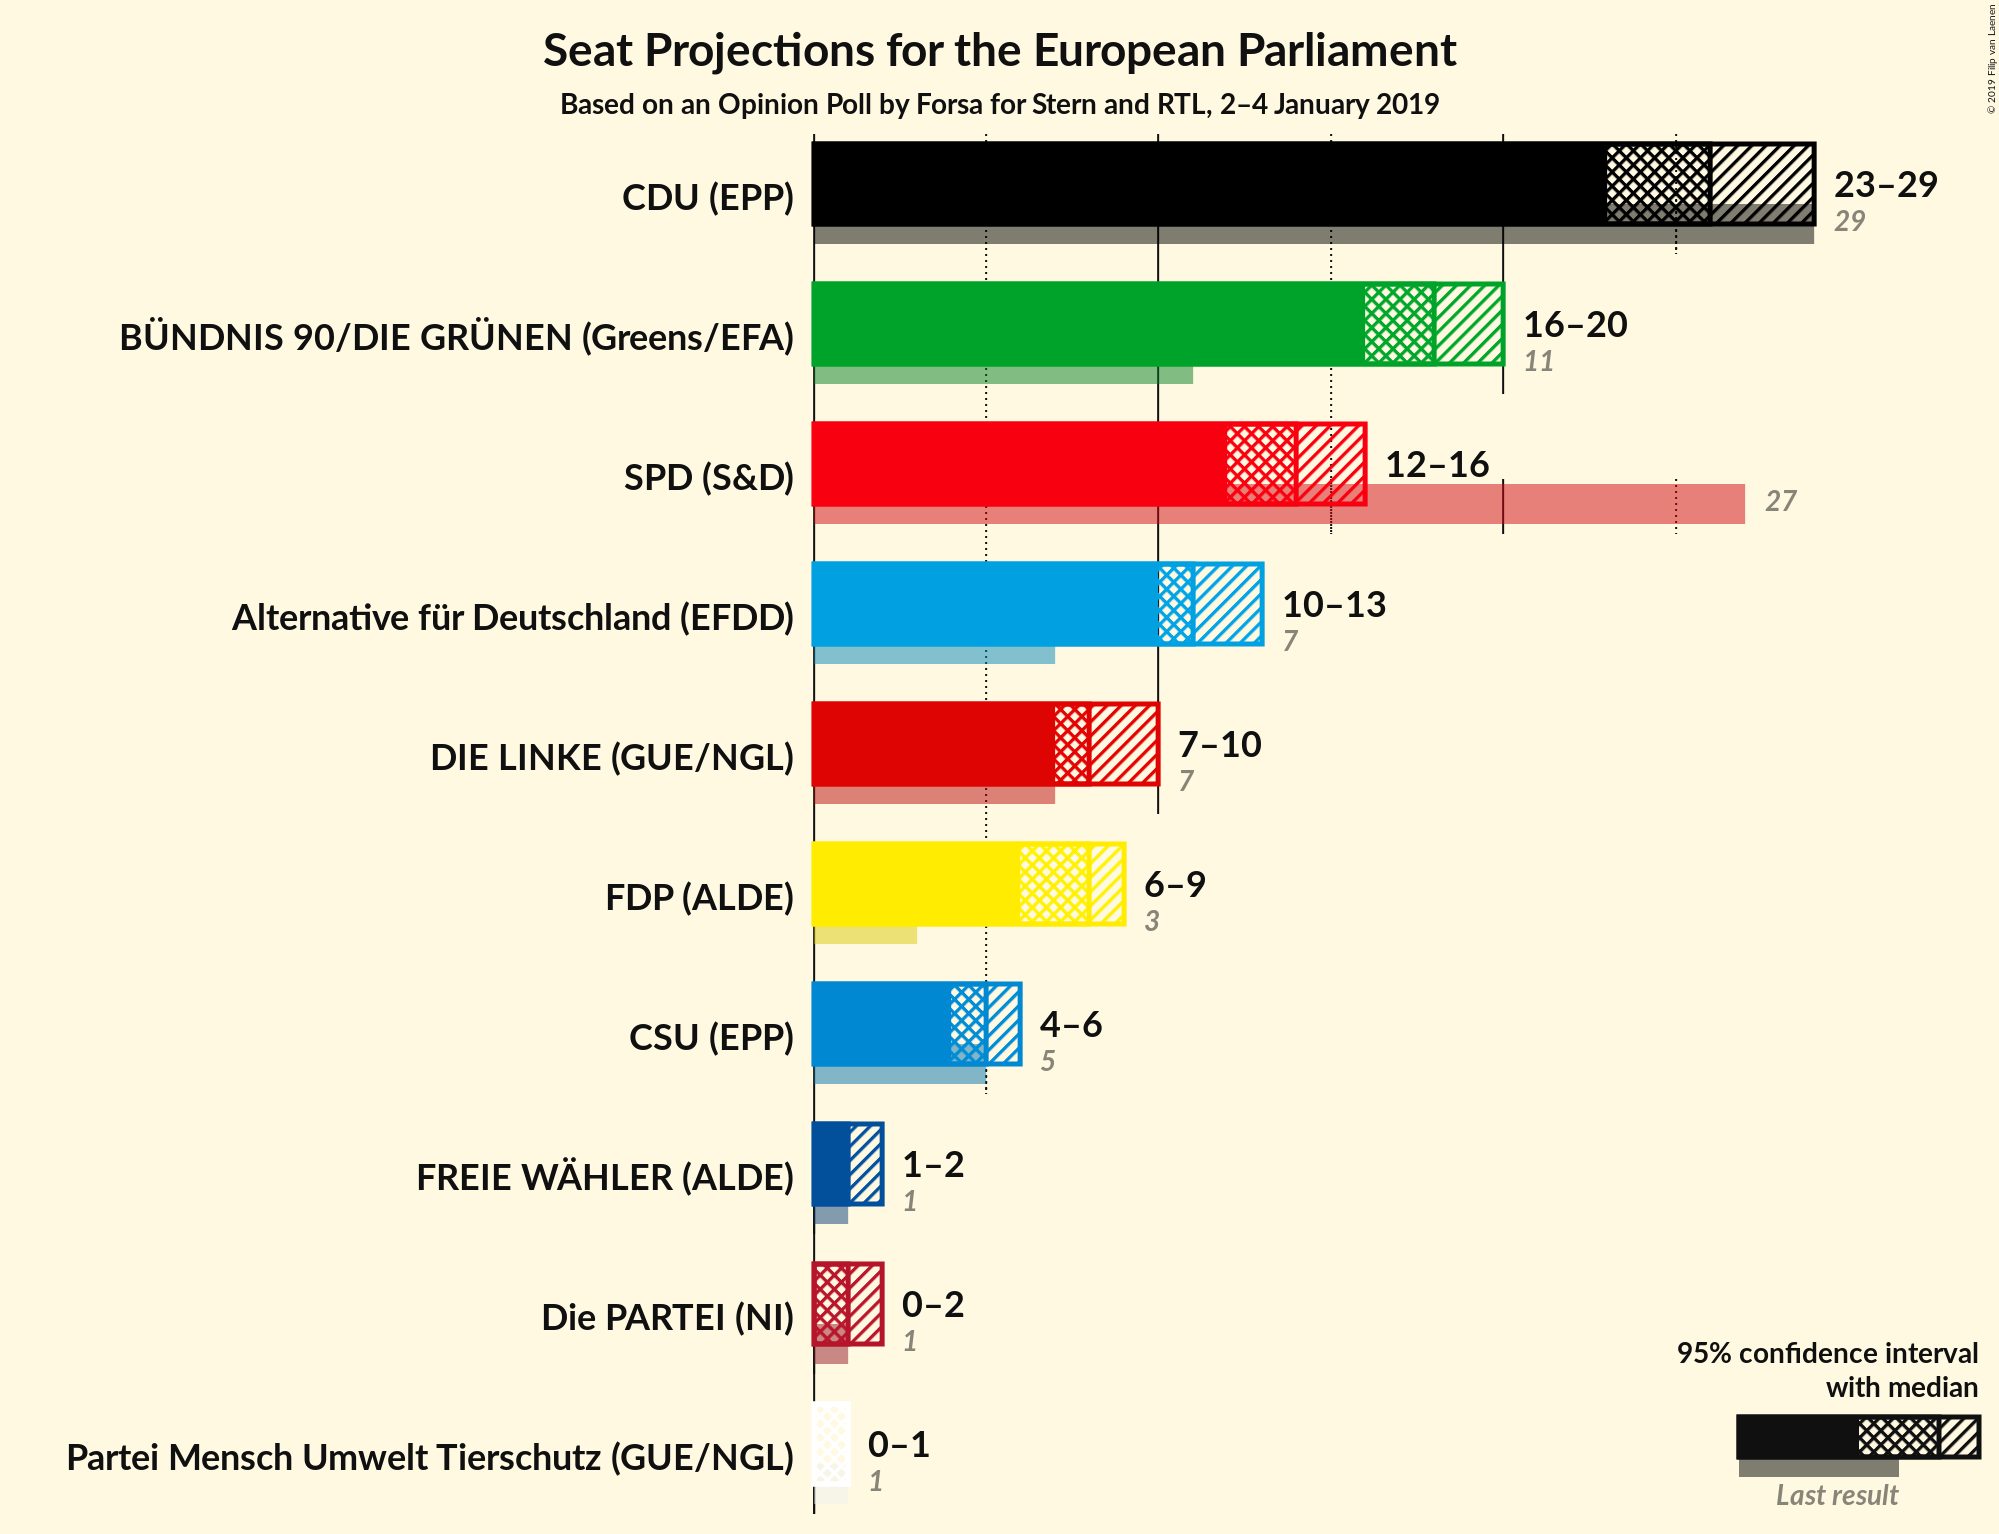 Seat Projections for the European Parliament
Based on an Opinion Poll by Forsa for Stern and RTL, 2–4 January 2019
© 2019 Filip van Laenen
CDU (EPP)
23–29
29
BÜNDNIS 90/DIE GRÜNEN (Greens/EFA)
16–20
11
SPD (S&D)
12–16
27
Alternative für Deutschland (EFDD)
10–13
7
DIE LINKE (GUE/NGL)
7–10
7
FDP (ALDE)
6–9
3
CSU (EPP)
4–6
5
FREIE WÄHLER (ALDE)
1–2
1
Die PARTEI (NI)
0–2
1
Partei Mensch Umwelt Tierschutz (GUE/NGL)
0–1
1
95% confidence interval
with median
Last result